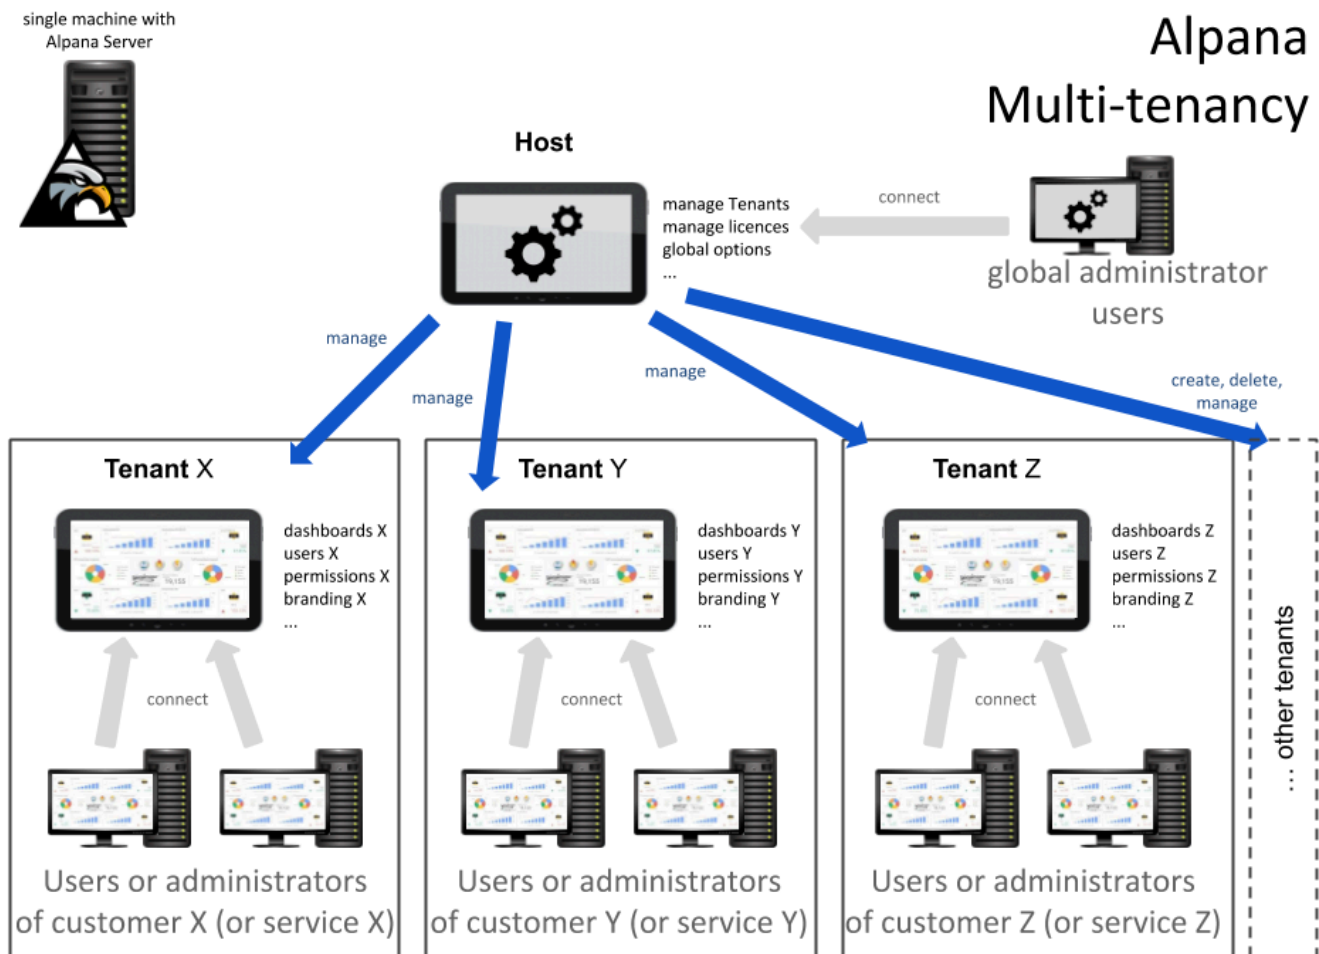 single machine with
Alpana Server
Alpana
Multi-tenancy
Host
manage Tenants
manage licences
global options
...
connect
global administrator
users
manage
manage
manage
create, delete,
manage
Tenant X
dashboards X
users X
permissions X
branding X
...
connect
Users or administrators
of customer X (or service X)
Tenant Y
dashboards Y
users Y
permissions Y
branding Y
...
connect
Users or administrators
of customer Y (or service Y)
Tenant Z
dashboards Z
users Z
permissions Z
branding Z
...
connect
Users or administrators
of customer Z (or service Z)
... other tenants